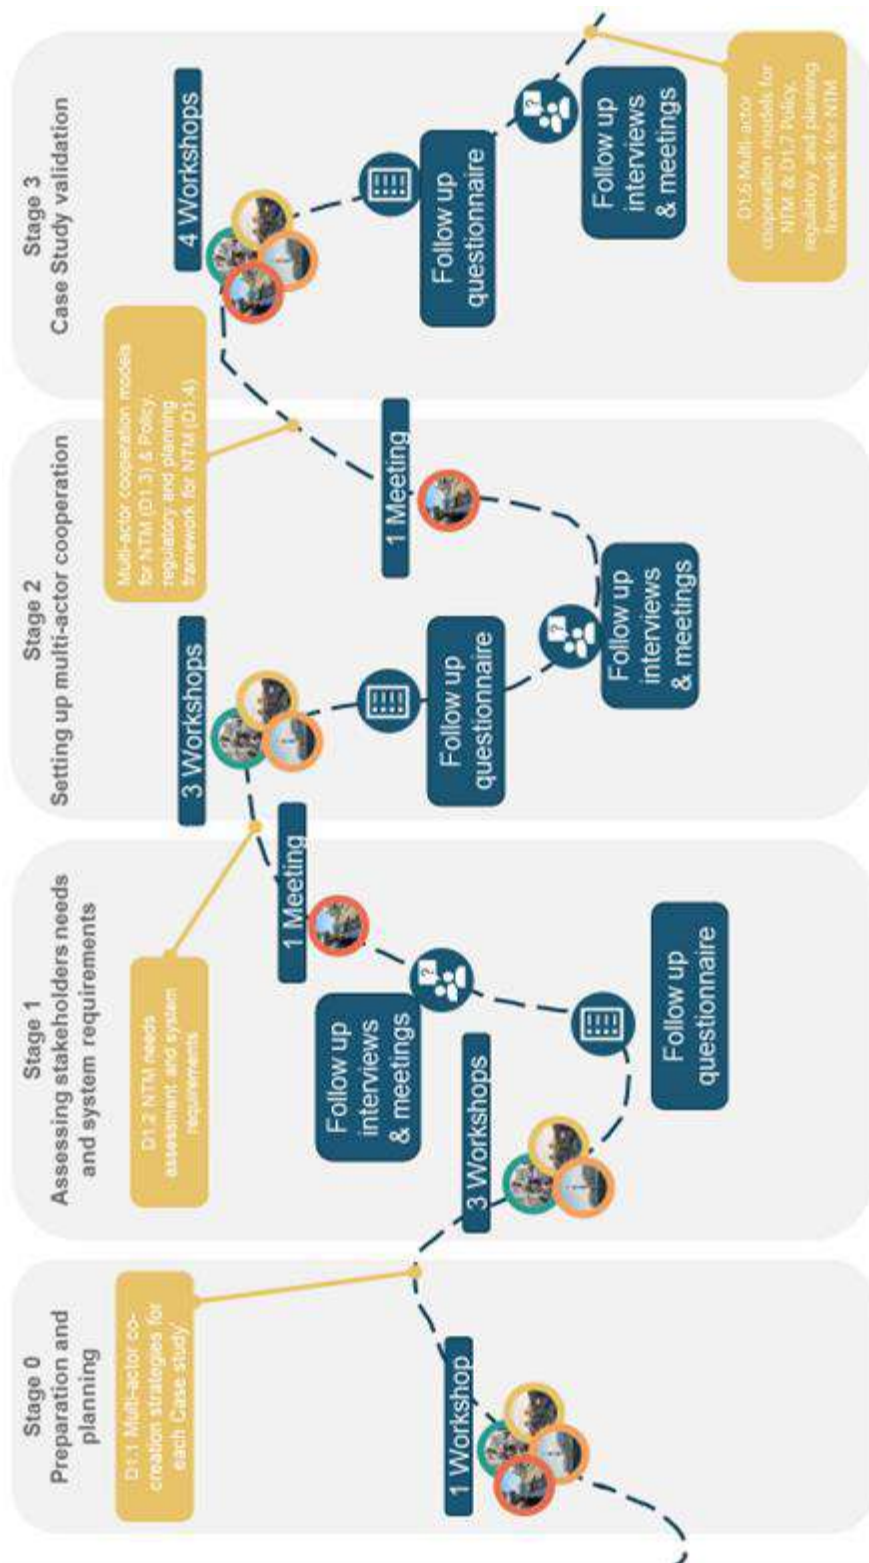 Stage 0
Preparation and
planning
D1.1 Multi-actor co-
creation strategies for
each Case study
1 Workshop
Stage 1
Assessing stakeholders needs
and system requirements
D1.2 NTM needs
assessment and system
requirements
3 Workshops
Follow up
questionnaire
Follow up
interviews
& meetings
1 Meeting
Stage 2
Setting up multi-actor cooperation
3 Workshops
Follow up
questionnaire
Follow up
interviews
& meetings
1 Meeting
Multi-actor cooperation models
for NTM (D1.3) & Policy,
regulatory and planning
framework for NTM (D1.4)
Stage 3
Case Study validation
4 Workshops
Follow up
questionnaire
Follow up
interviews
& meetings
D1.6 Multi-actor
cooperation models for
NTM & D1.7 Policy,
regulatory and planning
framework for NTM